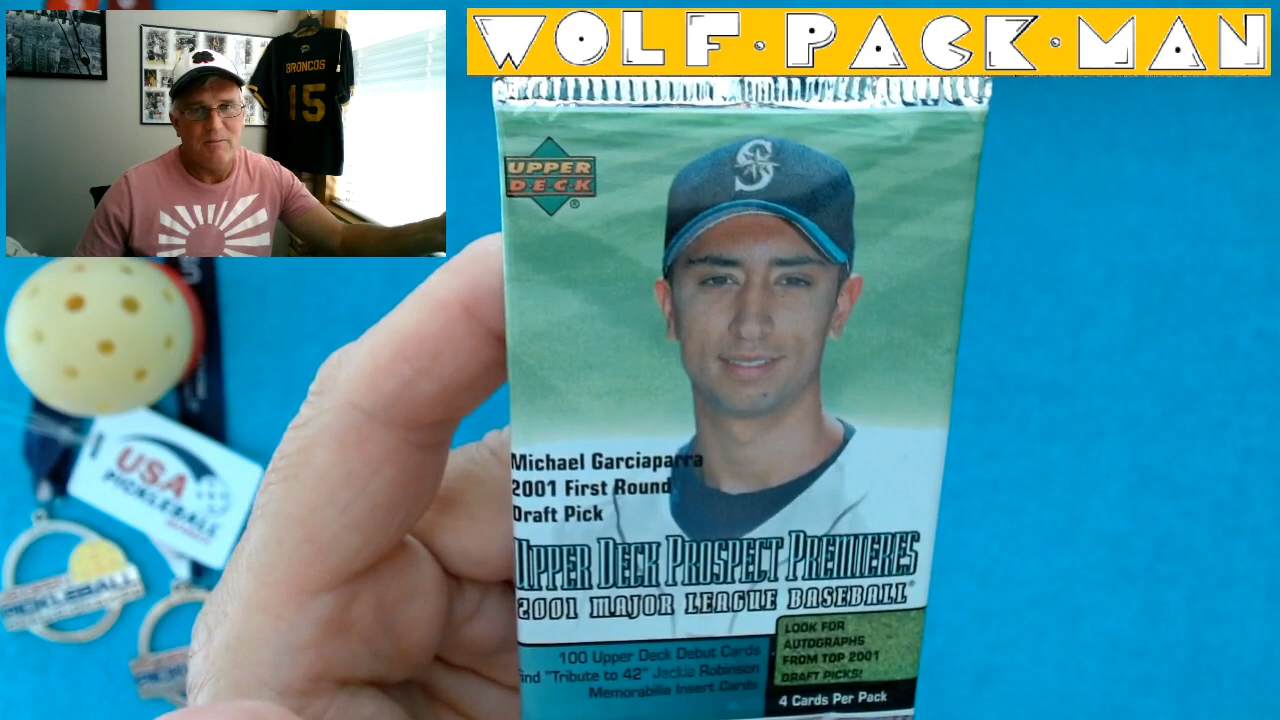 WOLF·PACK·MAN
BRONCOS
15
UPPER
DECK
®
Michael Garciaparra
2001 First Round
Draft Pick
UPPER DECK PROSPECT PREMIERES
2001 MAJOR LEAGUE BASEBALL®
100 Upper Deck Debut Cards
ind "Tribute to 42" Jackie Robinson
Memorabilia Insert Cards
LOOK FOR
AUTOGRAPHS
FROM TOP 2001
DRAFT PICKS!
4 Cards Per Pack
USA
PICKLEBALL
PICKLEBALL